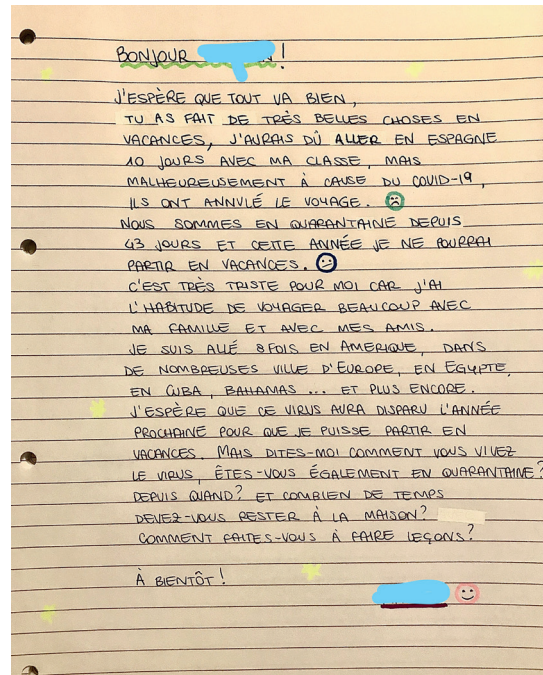 BONJOUR !
J'ESPÈRE QUE TOUT VA BIEN,
TU AS FAIT DE TRÈS BELLES CHOSES EN
VACANCES, J'AURAIS DÛ ALLER EN ESPAGNE
10 JOURS AVEC MA CLASSE, MAIS
MALHEUREUSEMENT À CAUSE DU COVID-19,
ILS ONT ANNVLÉ LE VOYAGE.
NOUS SOMMES EN QUARANTAINE DEPUIS
43 JOURS ET CETTE ANNÉE JE NE POURRAI
PARTIR EN VACANCES.
C'EST TRÈS TRISTE POUR MOI CAR J'AI
L'HABITUDE DE VOYAGER BEAUCOUP AVEC
MA FAMILLE ET AVEC MES AMIS.
JE SUIS ALLÉ 8 FOIS EN AMERIQUE, DANS
DE NOMBREUSES VILLE D'EUROPE, EN EGYPTE,
EN CUBA, BAHAMAS ... ET PLUS ENCORE.
J'ESPÈRE QUE CE VIRUS AURA DISPARU L'ANNÉE
PROCHAINE POUR QUE JE PUISSE PARTIR EN
VACANCES. MAIS DITES-MOI COMMENT VOUS VIVEZ
LE VIRUS, ÊTES-VOUS ÉGALEMENT EN QUARANTAINE?
DEPUIS QUAND? ET COMBIEN DE TEMPS
DEVEZ-VOUS RESTER À LA MAISON?
COMMENT FAITES-VOUS À FAIRE LEÇONS?
À BIENTÔT!